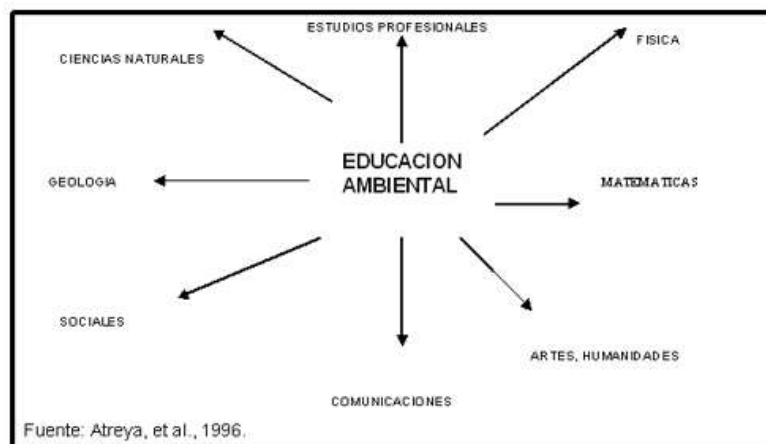 ESTUDIOS PROFESIONALES
FISICA
CIENCIAS NATURALES
EDUCACION
AMBIENTAL
GEOLOGIA
MATEMATICAS
SOCIALES
ARTES, HUMANIDADES
COMUNICACIONES
Fuente: Atreya, et al., 1996.